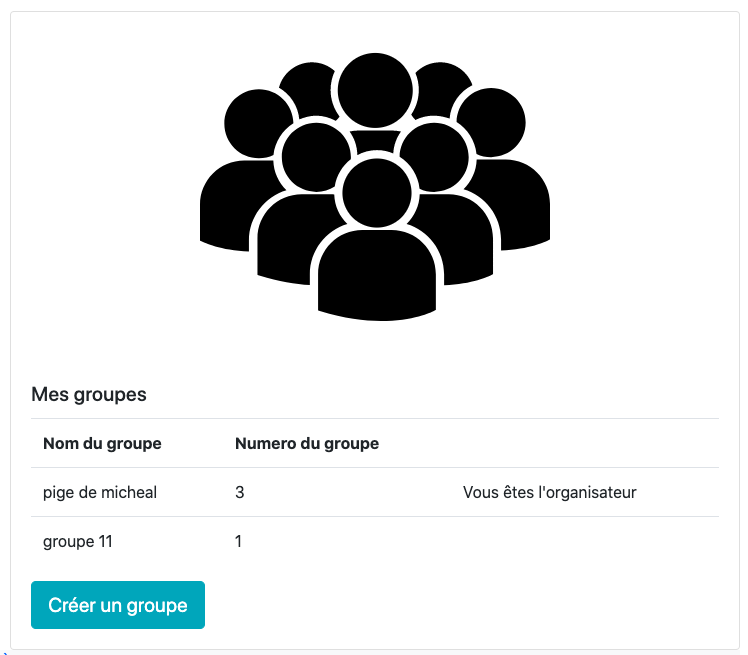 Mes groupes
Nom du groupe Numero du groupe
pige de micheal 3 Vous êtes l'organisateur
groupe 11 1
Créer un groupe